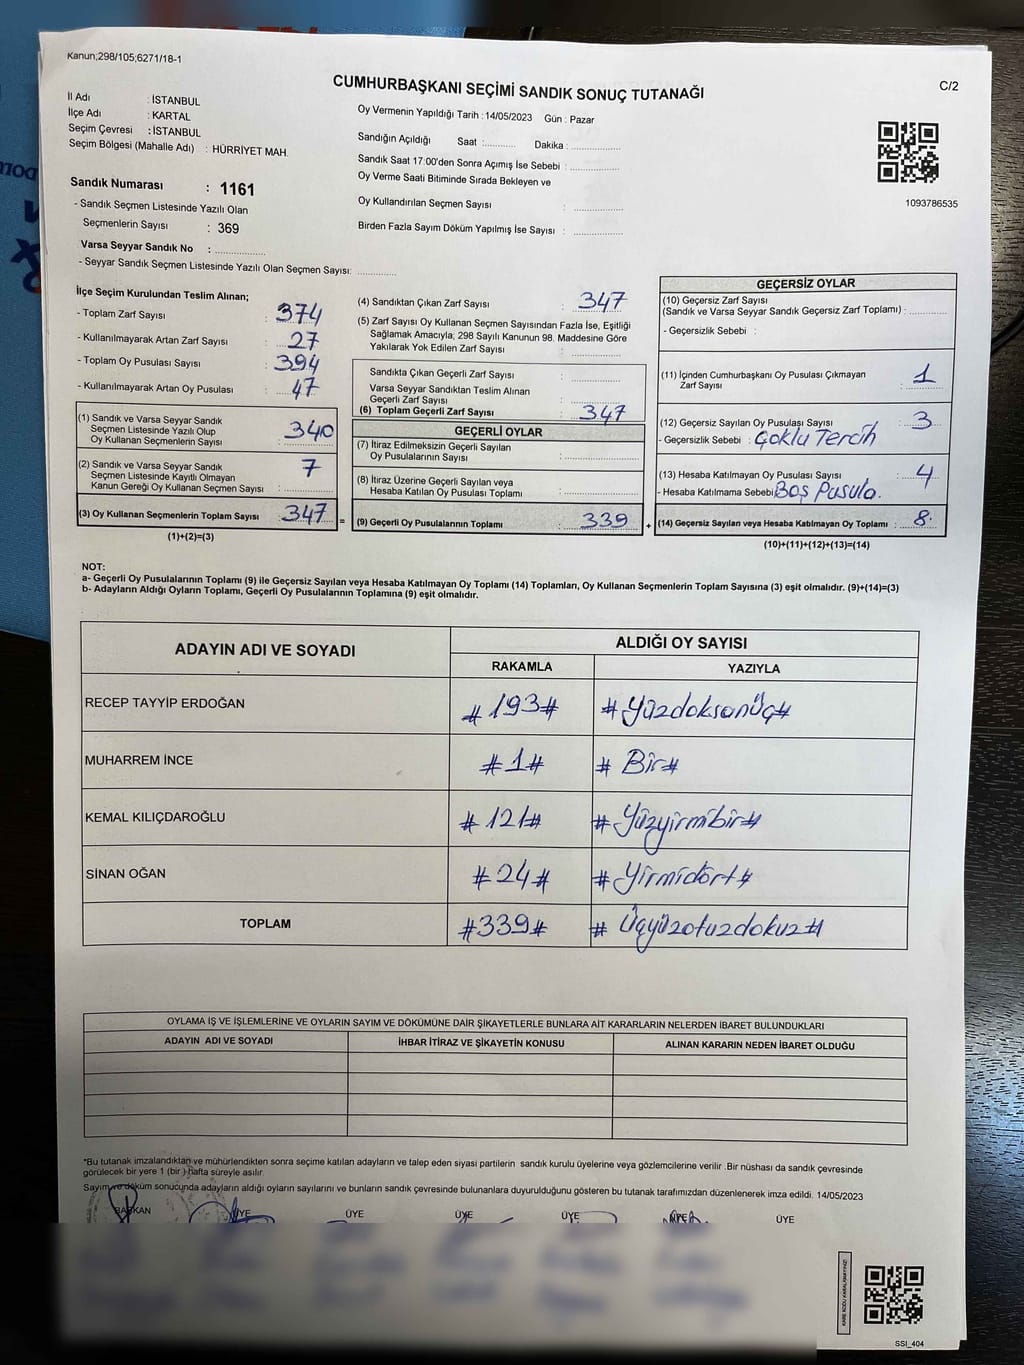 Kanun;298/105;6271/18-1
CUMHURBAŞKANI SEÇİMİ SANDIK SONUÇ TUTANAĞI
C/2
İl Adı : İSTANBUL
İlçe Adı : KARTAL
Seçim Çevresi : İSTANBUL
Seçim Bölgesi (Mahalle Adı) : HÜRRİYET MAH.
Sandık Numarası : 1161
- Sandık Seçmen Listesinde Yazılı Olan
Seçmenlerin Sayısı : 369
Varsa Seyyar Sandık No : ................
- Seyyar Sandık Seçmen Listesinde Yazılı Olan Seçmen Sayısı: ............
Oy Vermenin Yapıldığı Tarih : 14/05/2023 Gün : Pazar
Sandığın Açıldığı Saat :........... Dakika : ................
Sandık Saat 17.00'den Sonra Açımış İse Sebebi : ................
Oy Verme Saati Bitiminde Sırada Bekleyen ve
Oy Kullandırılan Seçmen Sayısı : ................
Birden Fazla Sayım Döküm Yapılmış İse Sayısı : ................
1093786535
İlçe Seçim Kurulundan Teslim Alınan;
- Toplam Zarf Sayısı : 374
- Kullanılmayarak Artan Zarf Sayısı : 27
- Toplam Oy Pusulası Sayısı : 394
- Kullanılmayarak Artan Oy Pusulası : 47
(1) Sandık ve Varsa Seyyar Sandık
Seçmen Listesinde Yazılı Olup
Oy Kullanan Seçmenlerin Sayısı : 340
(2) Sandık ve Varsa Seyyar Sandık
Seçmen Listesinde Kayıtlı Olmayan
Kanun Gereği Oy Kullanan Seçmen Sayısı : 7
(3) Oy Kullanan Seçmenlerin Toplam Sayısı : 347 =
(1)+(2)=(3)
(4) Sandıktan Çıkan Zarf Sayısı : 347
(5) Zarf Sayısı Oy Kullanan Seçmen Sayısından Fazla İse, Eşitliği
Sağlamak Amacıyla; 298 Sayılı Kanunun 98. Maddesine Göre
Yakılarak Yok Edilen Zarf Sayısı : ................
Sandıkta Çıkan Geçerli Zarf Sayısı : ................
Varsa Seyyar Sandıktan Teslim Alınan
Geçerli Zarf Sayısı : ................
(6) Toplam Geçerli Zarf Sayısı : 347
GEÇERLİ OYLAR
(7) İtiraz Edilmeksizin Geçerli Sayılan
Oy Pusulalarının Sayısı : ................
(8) İtiraz Üzerine Geçerli Sayılan veya
Hesaba Katılan Oy Pusulası Toplamı : ................
(9) Geçerli Oy Pusulalarının Toplamı : 339 +
GEÇERSİZ OYLAR
(10) Geçersiz Zarf Sayısı
(Sandık ve Varsa Seyyar Sandık Geçersiz Zarf Toplamı) : ............
- Geçersizlik Sebebi :
(11) İçinden Cumhurbaşkanı Oy Pusulası Çıkmayan
Zarf Sayısı : 1
(12) Geçersiz Sayılan Oy Pusulası Sayısı : 3
- Geçersizlik Sebebi : Çoklu Tercih
(13) Hesaba Katılmayan Oy Pusulası Sayısı : 4
- Hesaba Katılmama Sebebi: Boş Pusula.
(14) Geçersiz Sayılan veya Hesaba Katılmayan Oy Toplamı : 8.
(10)+(11)+(12)+(13)=(14)
NOT:
a- Geçerli Oy Pusulalarının Toplamı (9) ile Geçersiz Sayılan veya Hesaba Katılmayan Oy Toplamı (14) Toplamları, Oy Kullanan Seçmenlerin Toplam Sayısına (3) eşit olmalıdır. (9)+(14)=(3)
b- Adayların Aldığı Oyların Toplamı, Geçerli Oy Pusulalarının Toplamına (9) eşit olmalıdır.
ADAYIN ADI VE SOYADI
ALDIĞI OY SAYISI
RAKAMLA YAZIYLA
RECEP TAYYİP ERDOĞAN #193# #Yüzdoksanüç#
MUHARREM İNCE #1# #Bir#
KEMAL KILIÇDAROĞLU #121# #Yüzyirmibir#
SİNAN OĞAN #24# #Yirmidört#
TOPLAM #339# #Üçyüzotuzdokuz#
OYLAMA İŞ VE İŞLEMLERİNE VE OYLARIN SAYIM VE DÖKÜMÜNE DAİR ŞİKAYETLERLE BUNLARA AİT KARARLARIN NELERDEN İBARET BULUNDUKLARI
ADAYIN ADI VE SOYADI İHBAR İTİRAZ VE ŞİKAYETİN KONUSU ALINAN KARARIN NEDEN İBARET OLDUĞU
*Bu tutanak imzalandıktan ve mühürlendikten sonra seçime katılan adayların ve talep eden siyasi partilerin sandık kurulu üyelerine veya gözlemcilerine verilir .Bir nüshası da sandık çevresinde
görülecek bir yere 1 (bir ) hafta süreyle asılır.
Sayım ve döküm sonucunda adayların aldığı oyların sayılarını ve bunların sandık çevresinde bulunanlara duyurulduğunu gösteren bu tutanak tarafımızdan düzenlenerek imza edildi. 14/05/2023
BAŞKAN ÜYE ÜYE ÜYE ÜYE ÜYE ÜYE
SSI_404